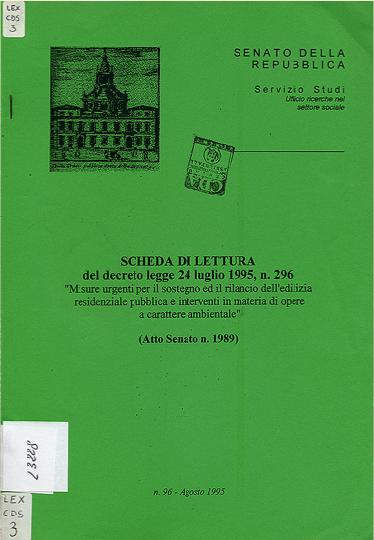 LEX
CDS
3
SENATO DELLA
REPUBBLICA
Servizio Studi
Ufficio ricerche nel
settore sociale
SCHEDA DI LETTURA
del decreto legge 24 luglio 1995, n. 296
"Misure urgenti per il sostegno ed il rilancio dell'edilizia
residenziale pubblica e interventi in materia di opere
a carattere ambientale"
(Atto Senato n. 1989)
n. 96 - Agosto 1995
LEX
CDS
3